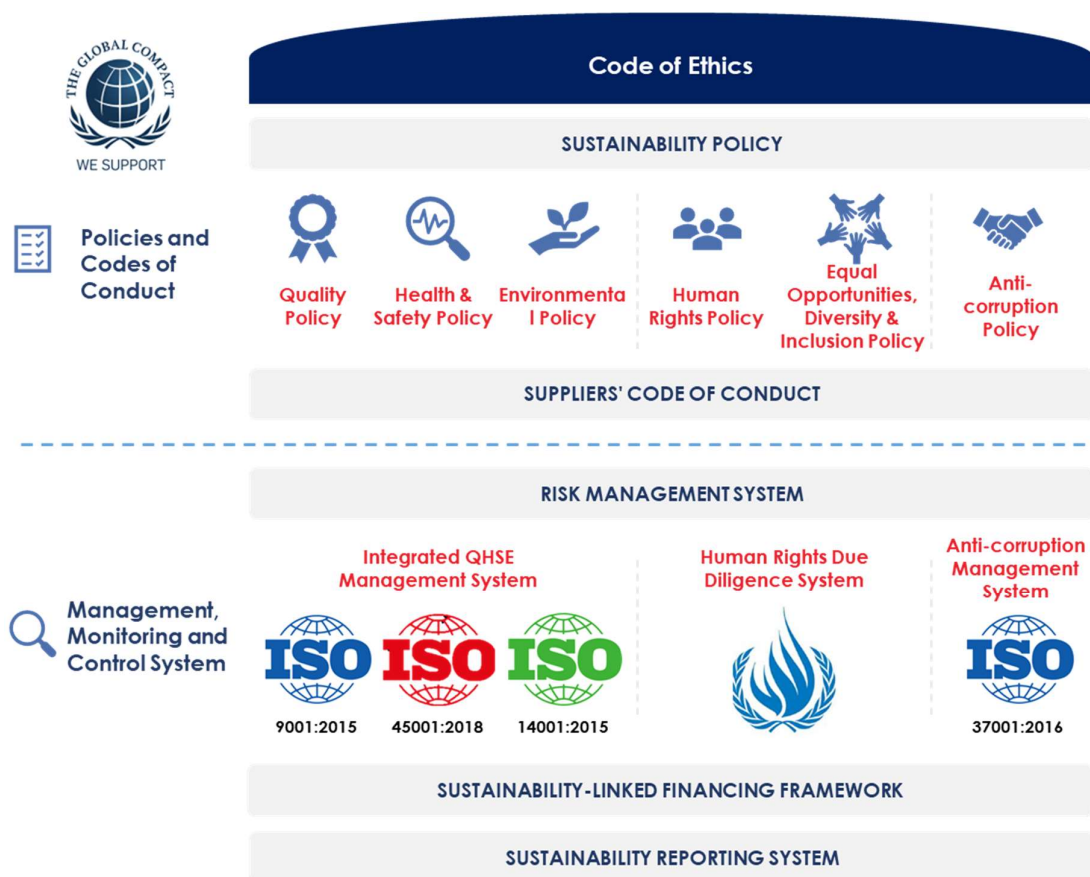 THE GLOBAL COMPACT
WE SUPPORT
Code of Ethics
SUSTAINABILITY POLICY
Policies and
Codes of
Conduct
Quality
Policy
Health &
Safety Policy
Environmenta
l Policy
Human
Rights Policy
Equal
Opportunities,
Diversity &
Inclusion Policy
Anti-
corruption
Policy
SUPPLIERS' CODE OF CONDUCT
RISK MANAGEMENT SYSTEM
Management,
Monitoring and
Control System
Integrated QHSE
Management System
ISO
9001:2015
ISO
45001:2018
ISO
14001:2015
Human Rights Due
Diligence System
Anti-corruption
Management
System
ISO
37001:2016
SUSTAINABILITY-LINKED FINANCING FRAMEWORK
SUSTAINABILITY REPORTING SYSTEM